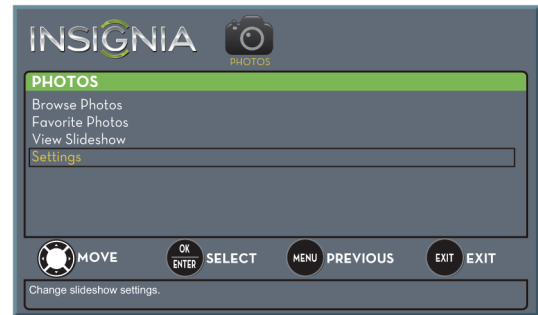 INSIGNIA
PHOTOS
PHOTOS
Browse Photos
Favorite Photos
View Slideshow
Settings
MOVE
OK
ENTER
SELECT
MENU
PREVIOUS
EXIT
EXIT
Change slideshow settings.